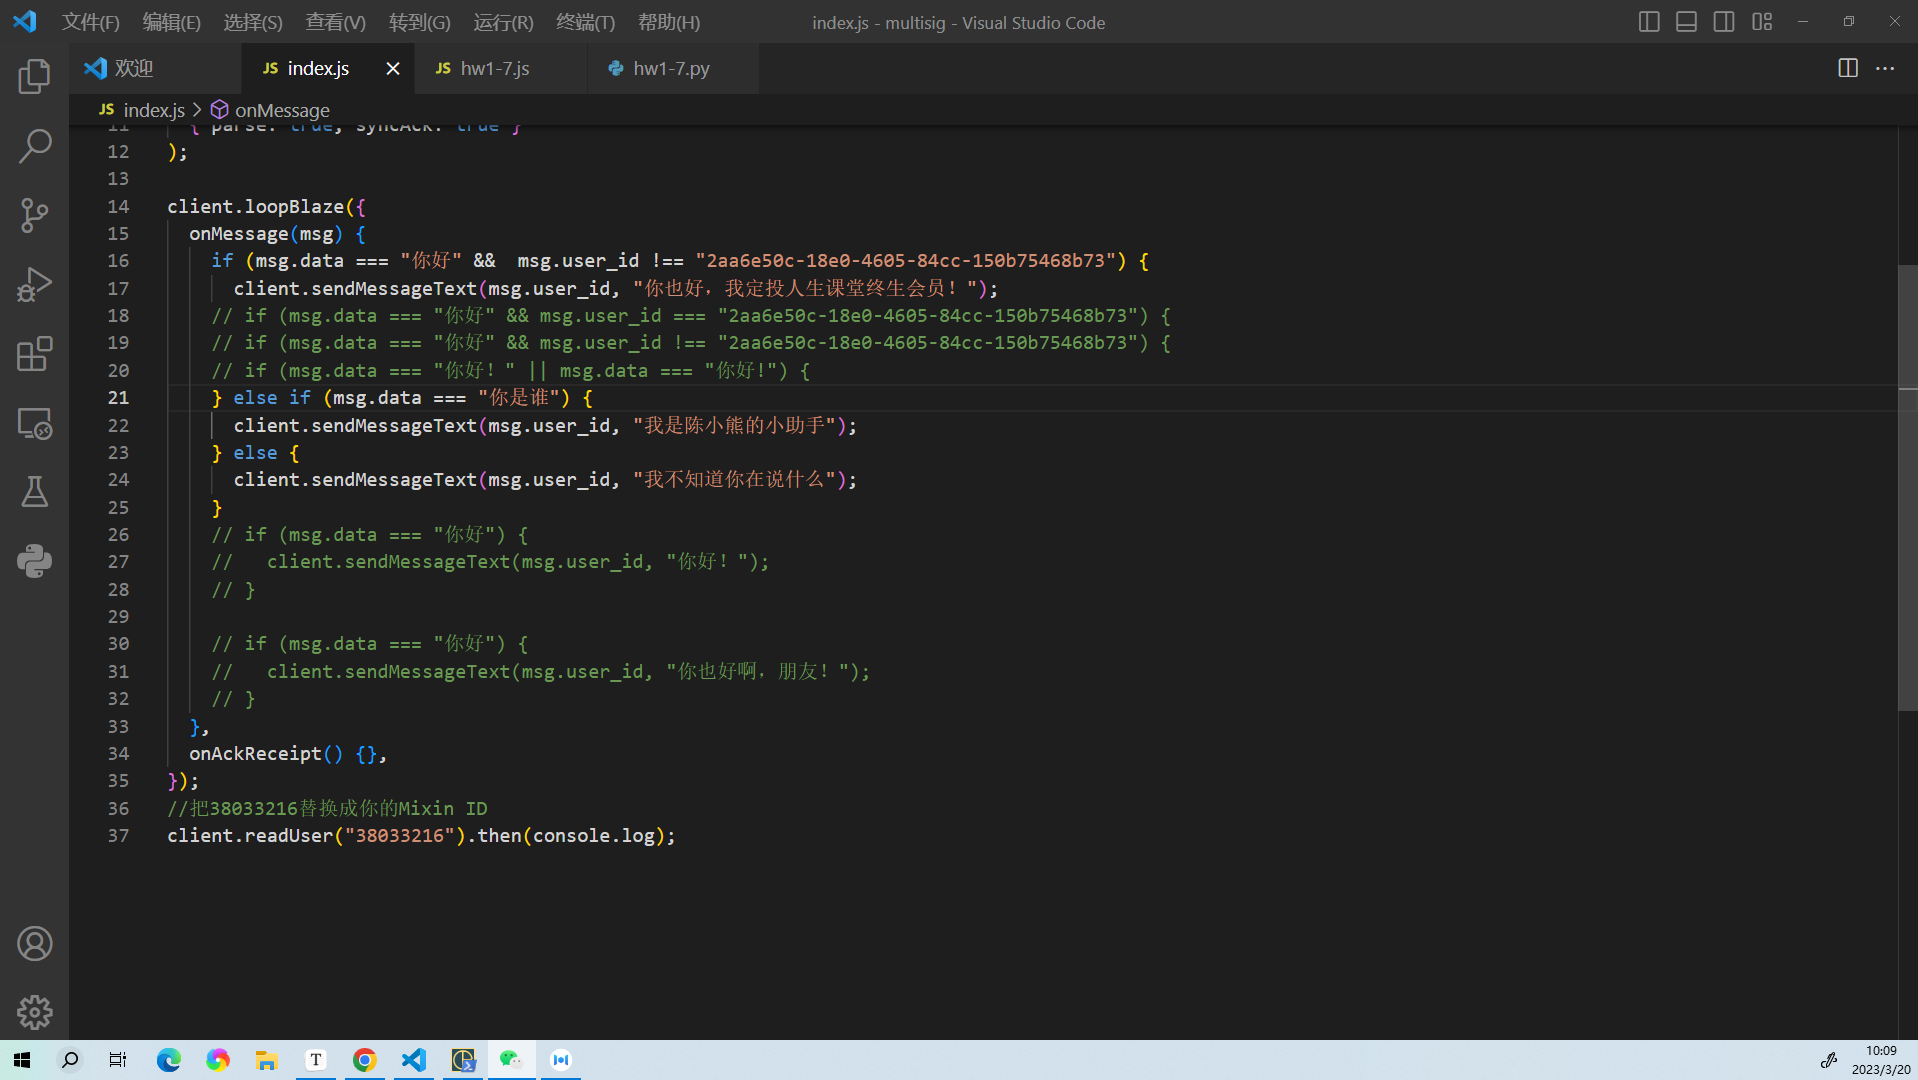 文件(F) 编辑(E) 选择(S) 查看(V) 转到(G) 运行(R) 终端(T) 帮助(H) index.js - multisig - Visual Studio Code
欢迎 JS index.js JS hw1-7.js hw1-7.py
JS index.js > onMessage
11 { parse: true, syncAck: true }
12 );
13
14 client.loopBlaze({
15 onMessage(msg) {
16 if (msg.data === "你好" &&  msg.user_id !== "2aa6e50c-18e0-4605-84cc-150b75468b73") {
17 client.sendMessageText(msg.user_id, "你也好，我定投人生课堂终生会员！");
18 // if (msg.data === "你好" && msg.user_id === "2aa6e50c-18e0-4605-84cc-150b75468b73") {
19 // if (msg.data === "你好" && msg.user_id !== "2aa6e50c-18e0-4605-84cc-150b75468b73") {
20 // if (msg.data === "你好！" || msg.data === "你好!") {
21 } else if (msg.data === "你是谁") {
22 client.sendMessageText(msg.user_id, "我是陈小熊的小助手");
23 } else {
24 client.sendMessageText(msg.user_id, "我不知道你在说什么");
25 }
26 // if (msg.data === "你好") {
27 //   client.sendMessageText(msg.user_id, "你好！");
28 // }
29
30 // if (msg.data === "你好") {
31 //   client.sendMessageText(msg.user_id, "你也好啊，朋友！");
32 // }
33 },
34 onAckReceipt() {},
35 });
36 //把38033216替换成你的Mixin ID
37 client.readUser("38033216").then(console.log);
T
10:09
2023/3/20